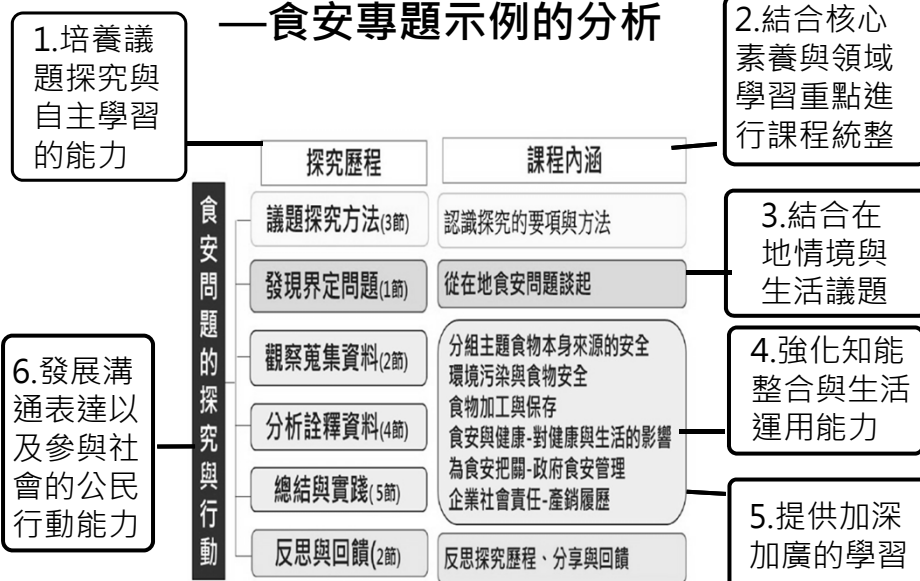 —食安專題示例的分析
1.培養議
題探究與
自主學習
的能力
2.結合核心
素養與領域
學習重點進
行課程統整
探究歷程
課程內涵
食安問題的探究與行動
議題探究方法(3節)
認識探究的要項與方法
發現界定問題(1節)
從在地食安問題談起
3.結合在
地情境與
生活議題
觀察蒐集資料(2節)
分析詮釋資料(4節)
總結與實踐(5節)
分組主題食物本身來源的安全
環境污染與食物安全
食物加工與保存
食安與健康-對健康與生活的影響
為食安把關-政府食安管理
企業社會責任-產銷履歷
4.強化知能
整合與生活
運用能力
6.發展溝
通表達以
及參與社
會的公民
行動能力
5.提供加深
加廣的學習
反思與回饋(2節)
反思探究歷程、分享與回饋